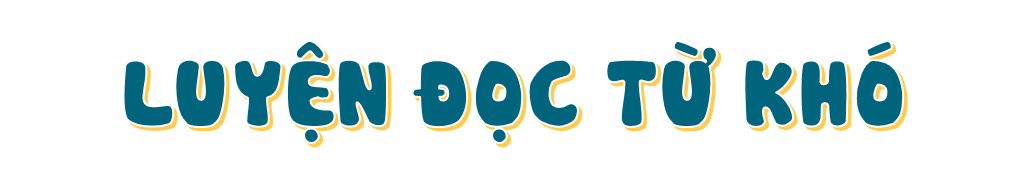 LUYỆN ĐỌC TỪ KHÓ